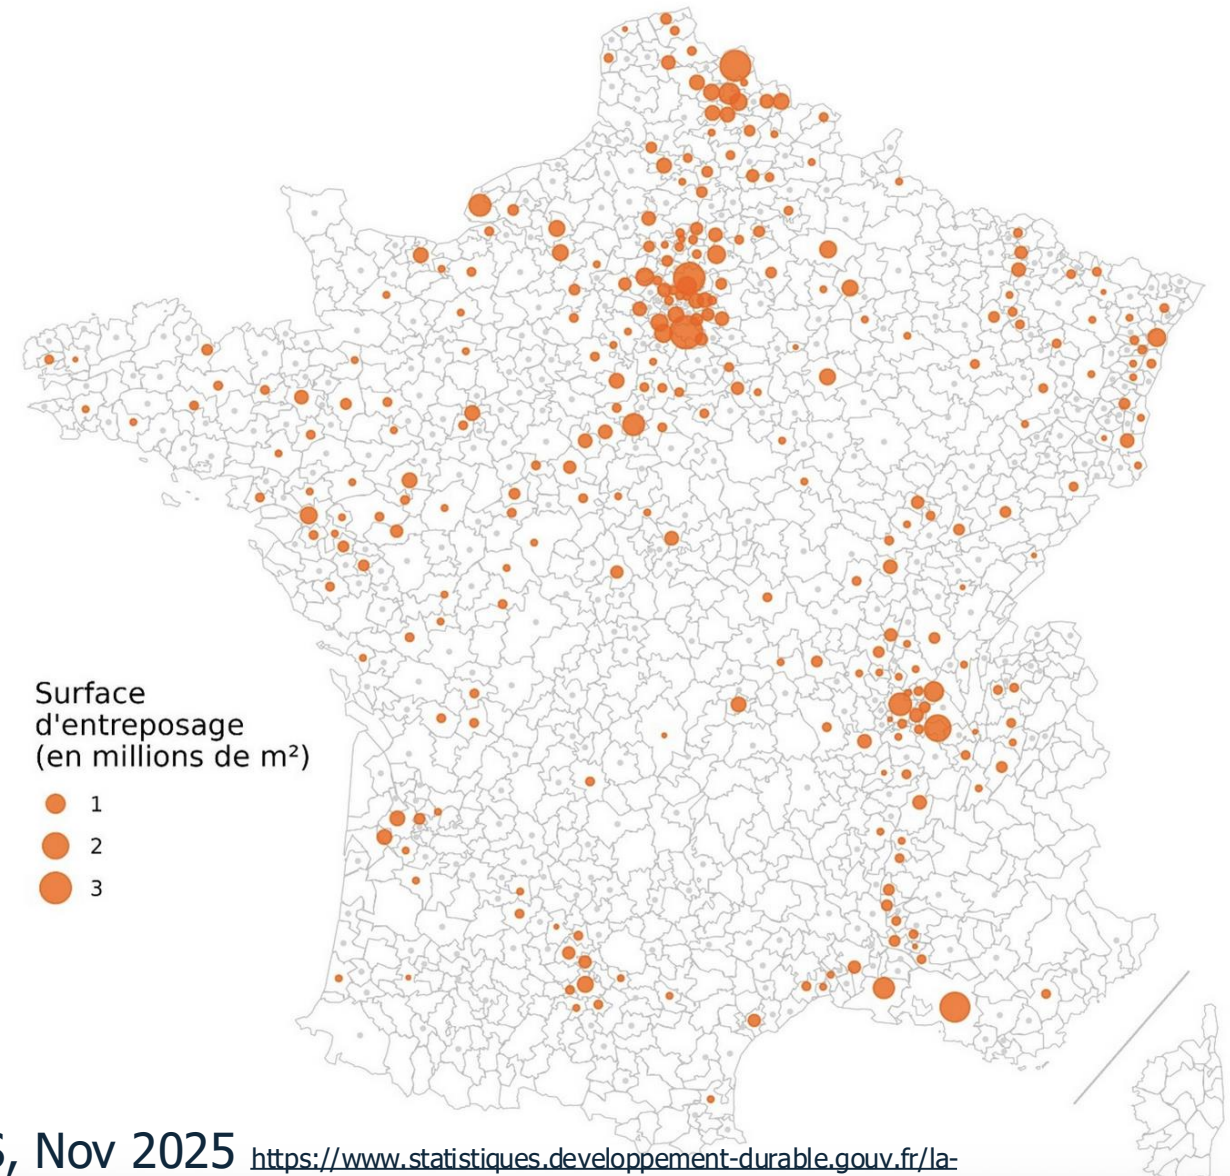 Surface
d'entreposage
(en millions de m²)
1
2
3
, Nov 2025 https://www.statistiques.developpement-durable.gouv.fr/la-